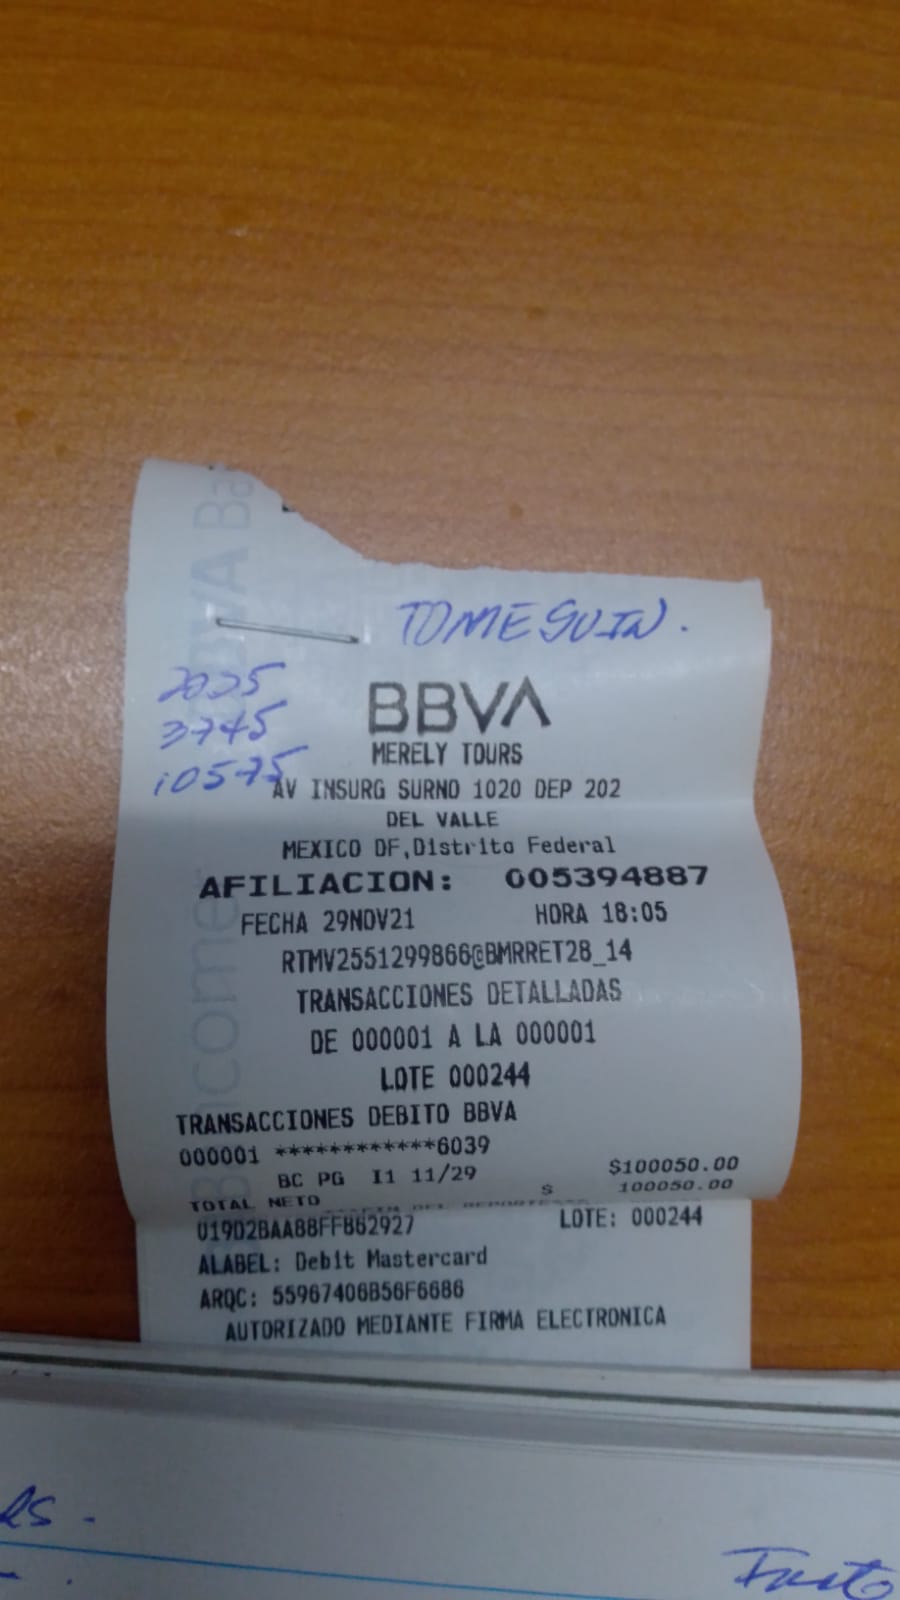 TOMEGUIN.
3745
10575
BBVA
MERELY TOURS
AV INSURG SURNO 1020 DEP 202
DEL VALLE
MEXICO DF,Distrito Federal
AFILIACION: 005394887
FECHA 29NOV21 HORA 18:05
RTMV2551299866@BMRRET28_14
TRANSACCIONES DETALLADAS
DE 000001 A LA 000001
LOTE 000244
TRANSACCIONES DEBITO BBVA
000001 ************6039
BC PG I1 11/29 $100050.00
TOTAL NETO $ 100050.00
LOTE: 000244
ALABEL: Debit Mastercard
ARQC: 55967406B56F6686
AUTORIZADO MEDIANTE FIRMA ELECTRONICA